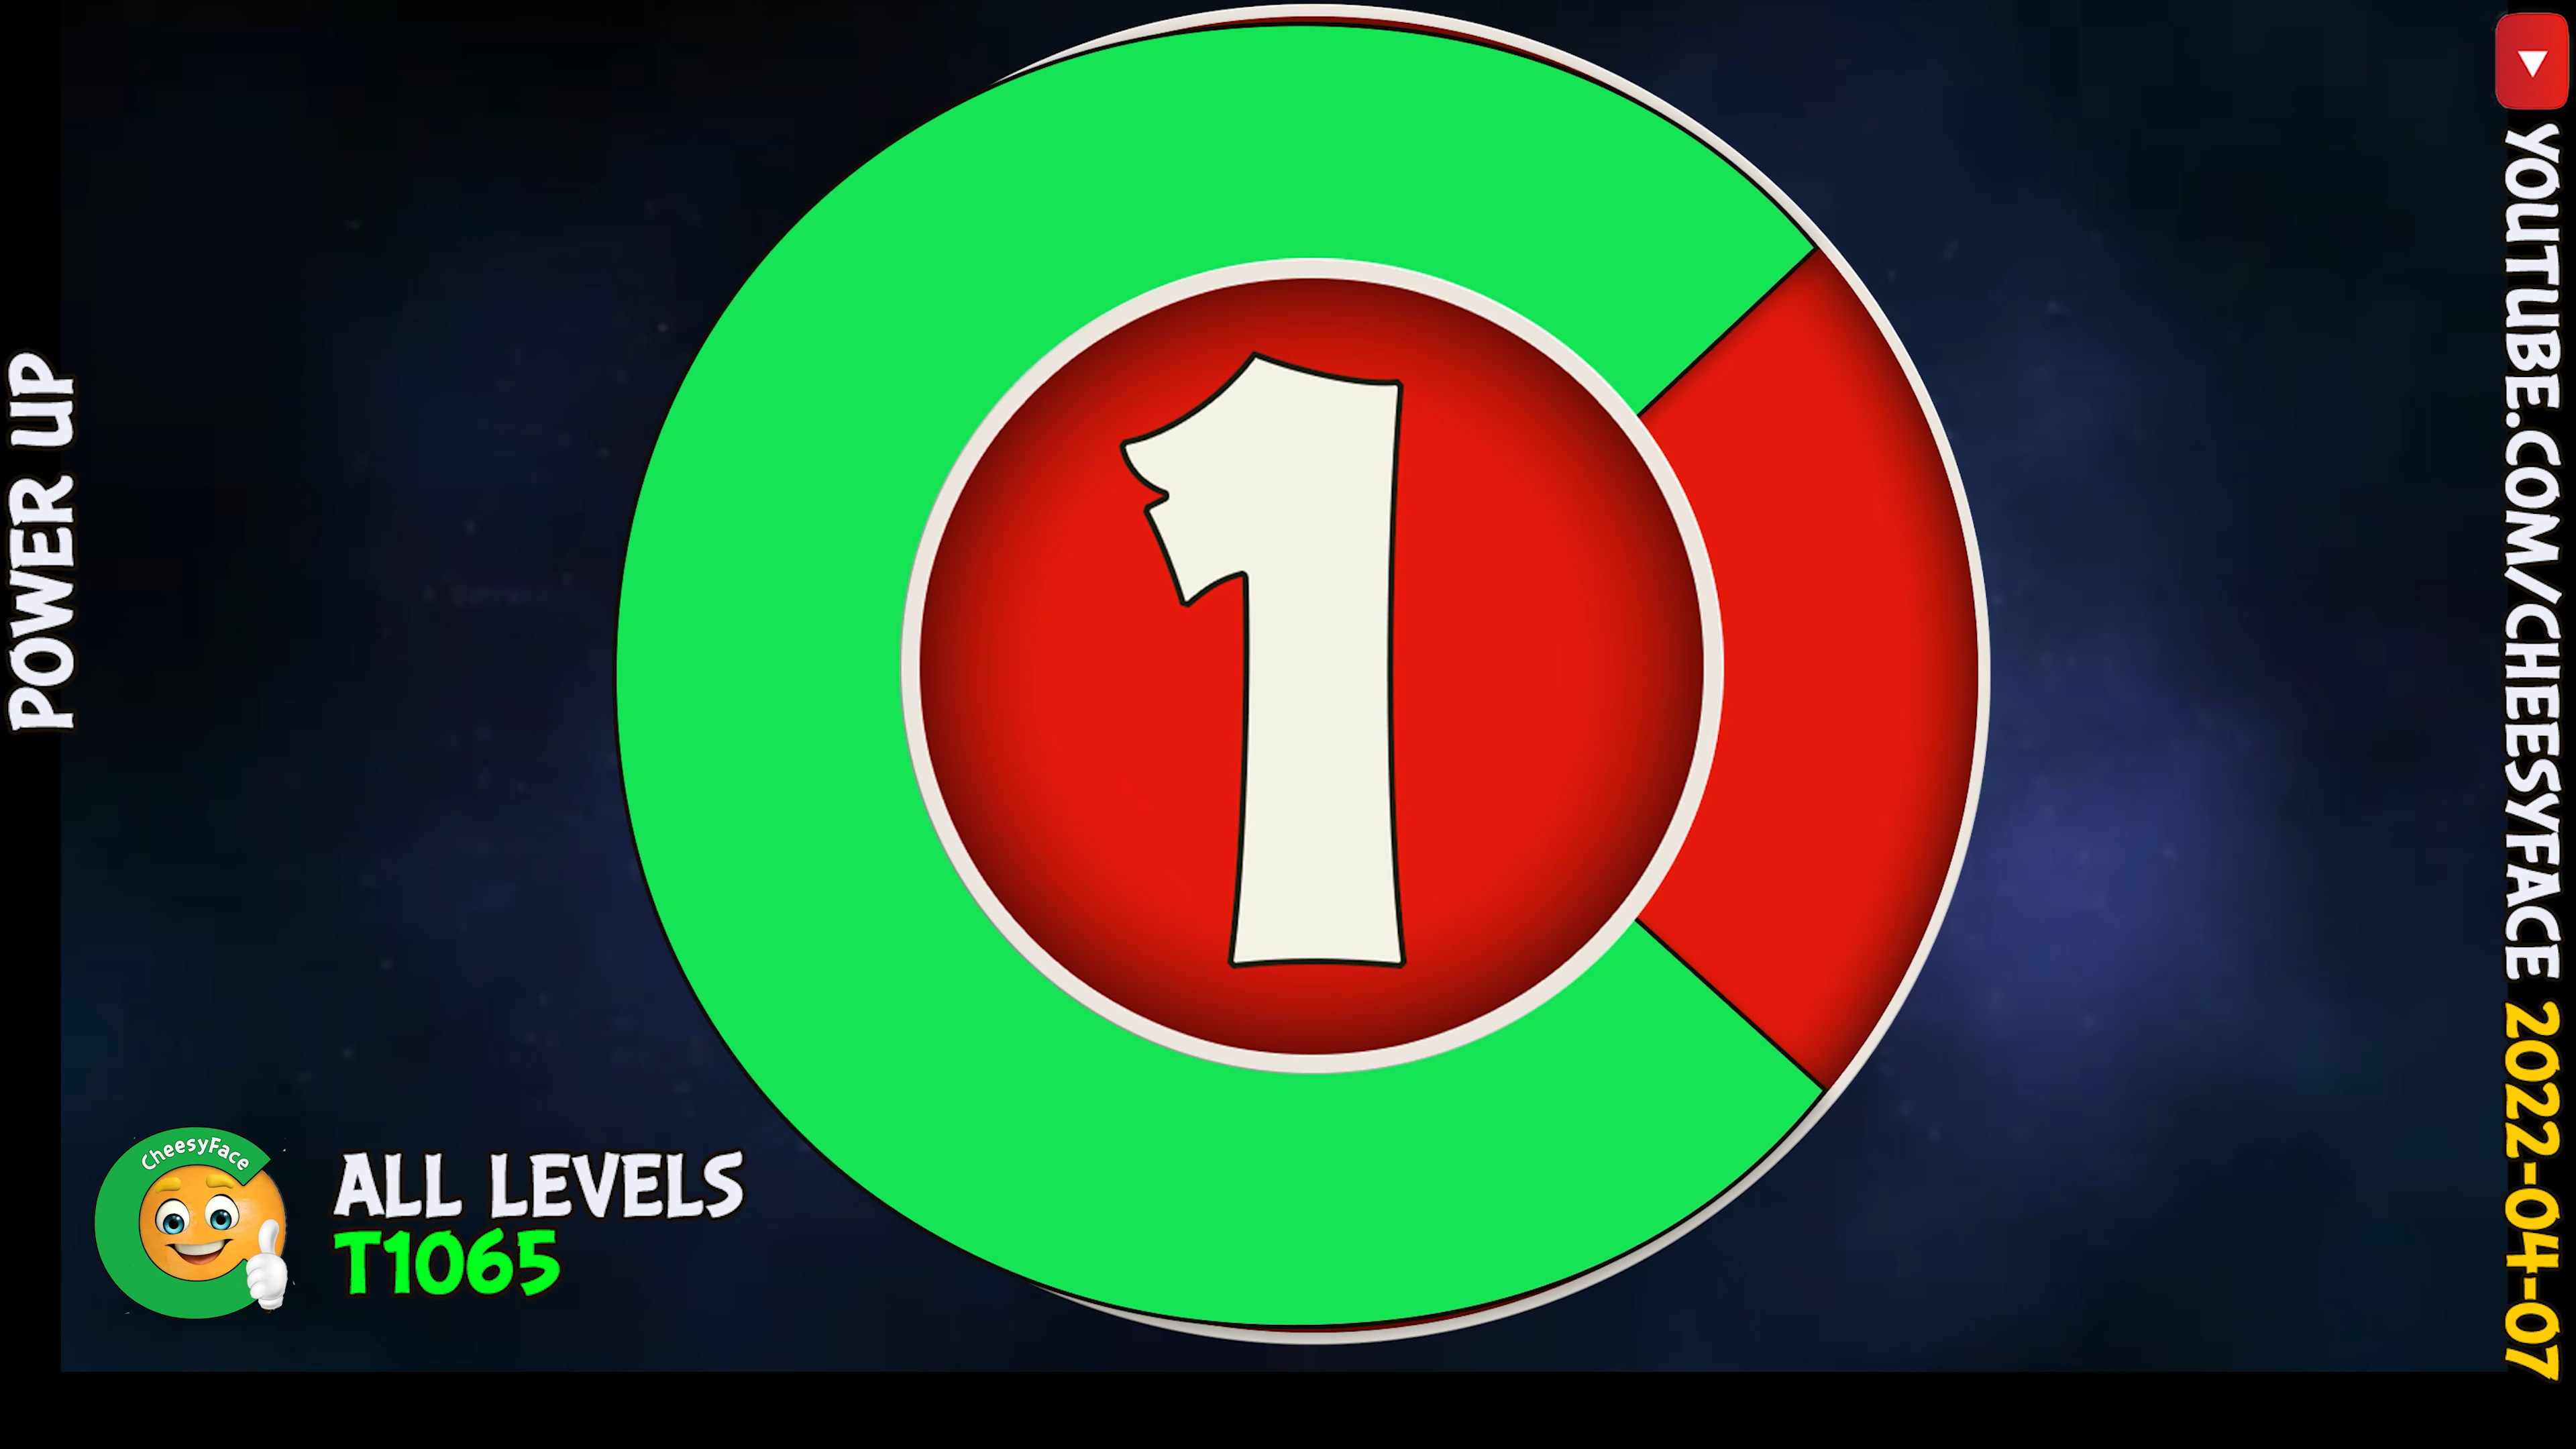 POWER UP
1
CheesyFace
ALL LEVELS
T1065
YOUTUBE.COM/CHEESYFACE 2022-04-07